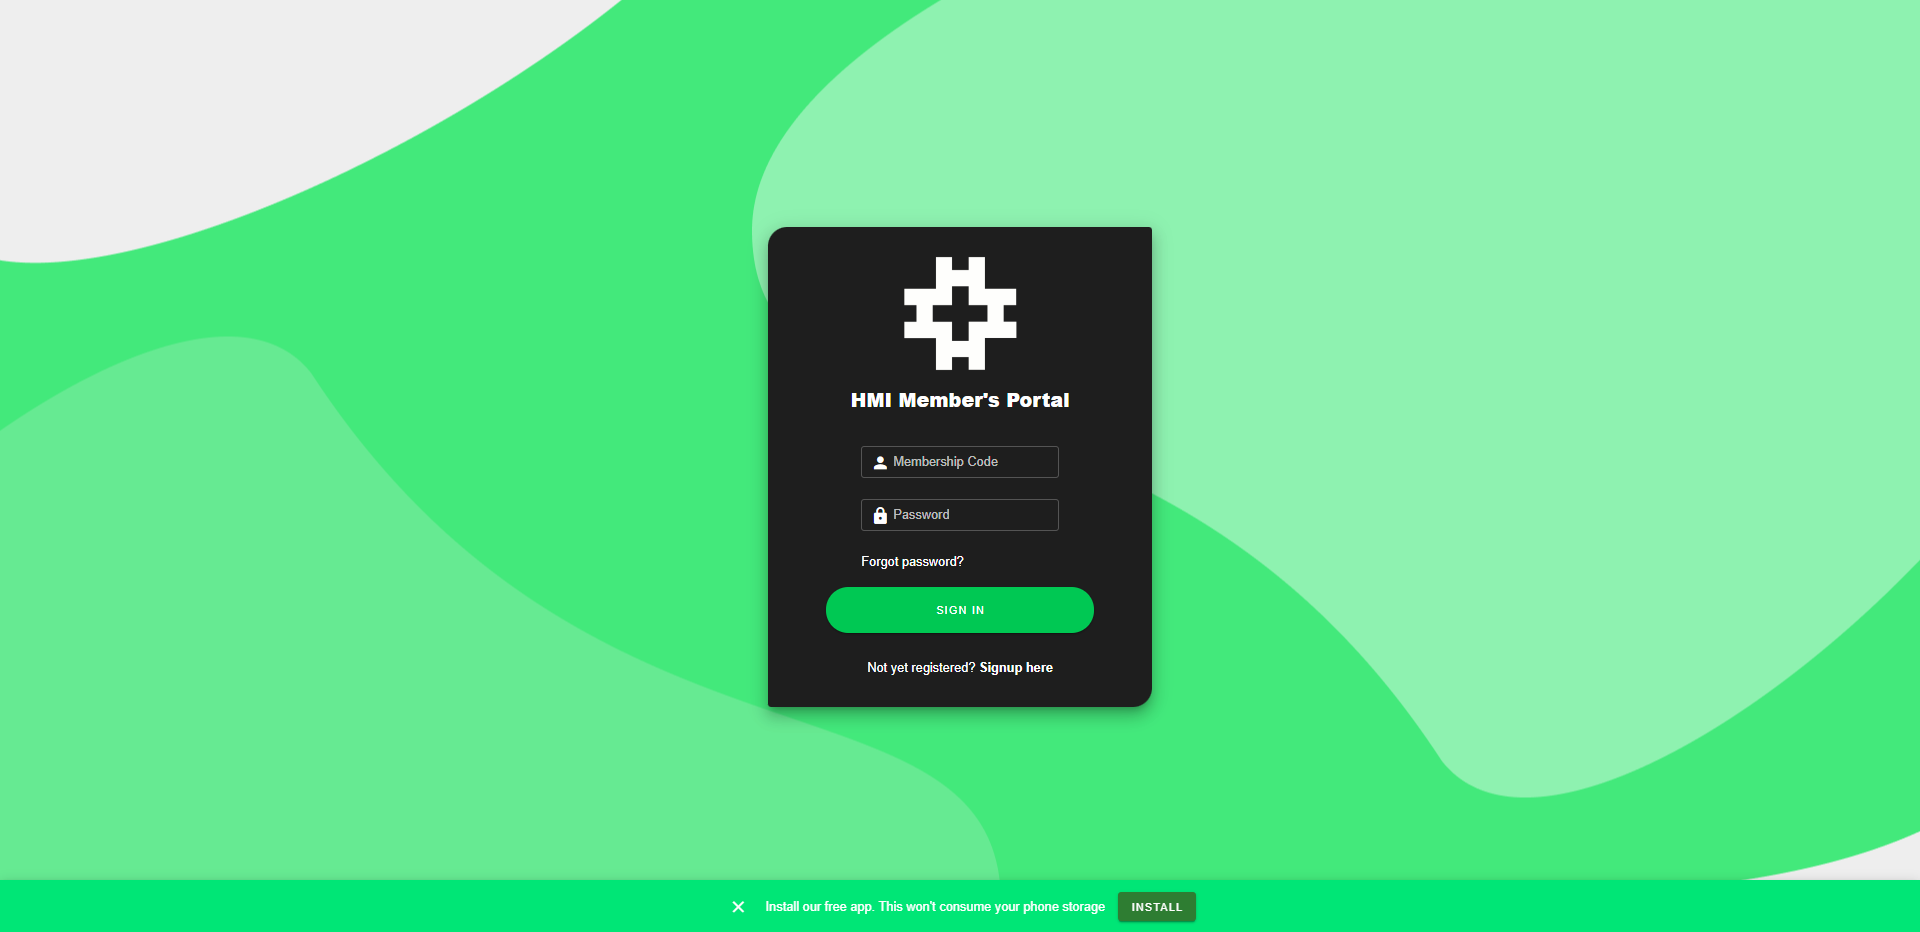 HMI Member's Portal
Membership Code
Password
Forgot password?
SIGN IN
Not yet registered? Signup here
Install our free app. This won't consume your phone storage INSTALL